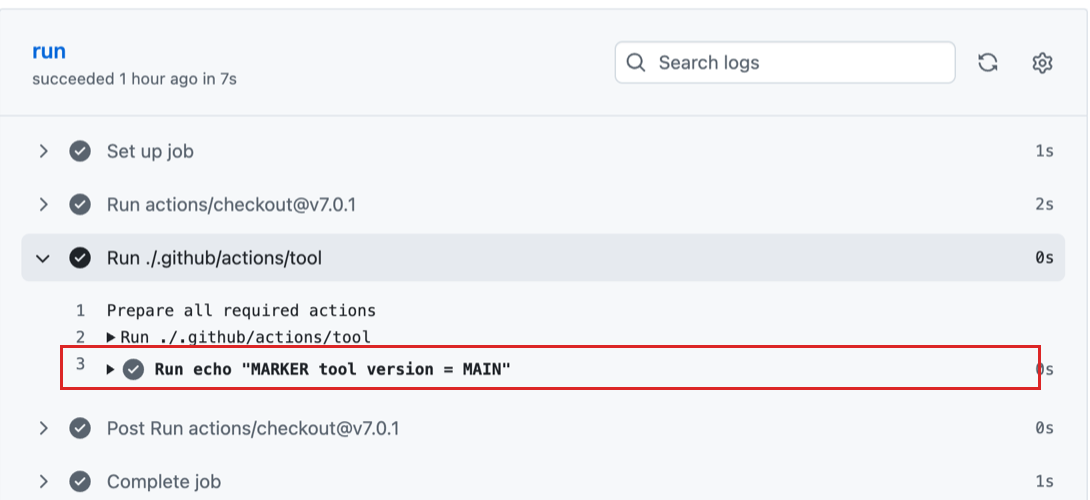 run
succeeded 1 hour ago in 7s
Search logs
Set up job 1s
Run actions/checkout@v7.0.1 2s
Run ./.github/actions/tool 0s
1 Prepare all required actions
2 Run ./.github/actions/tool
3 Run echo "MARKER tool version = MAIN" 0s
Post Run actions/checkout@v7.0.1 0s
Complete job 1s